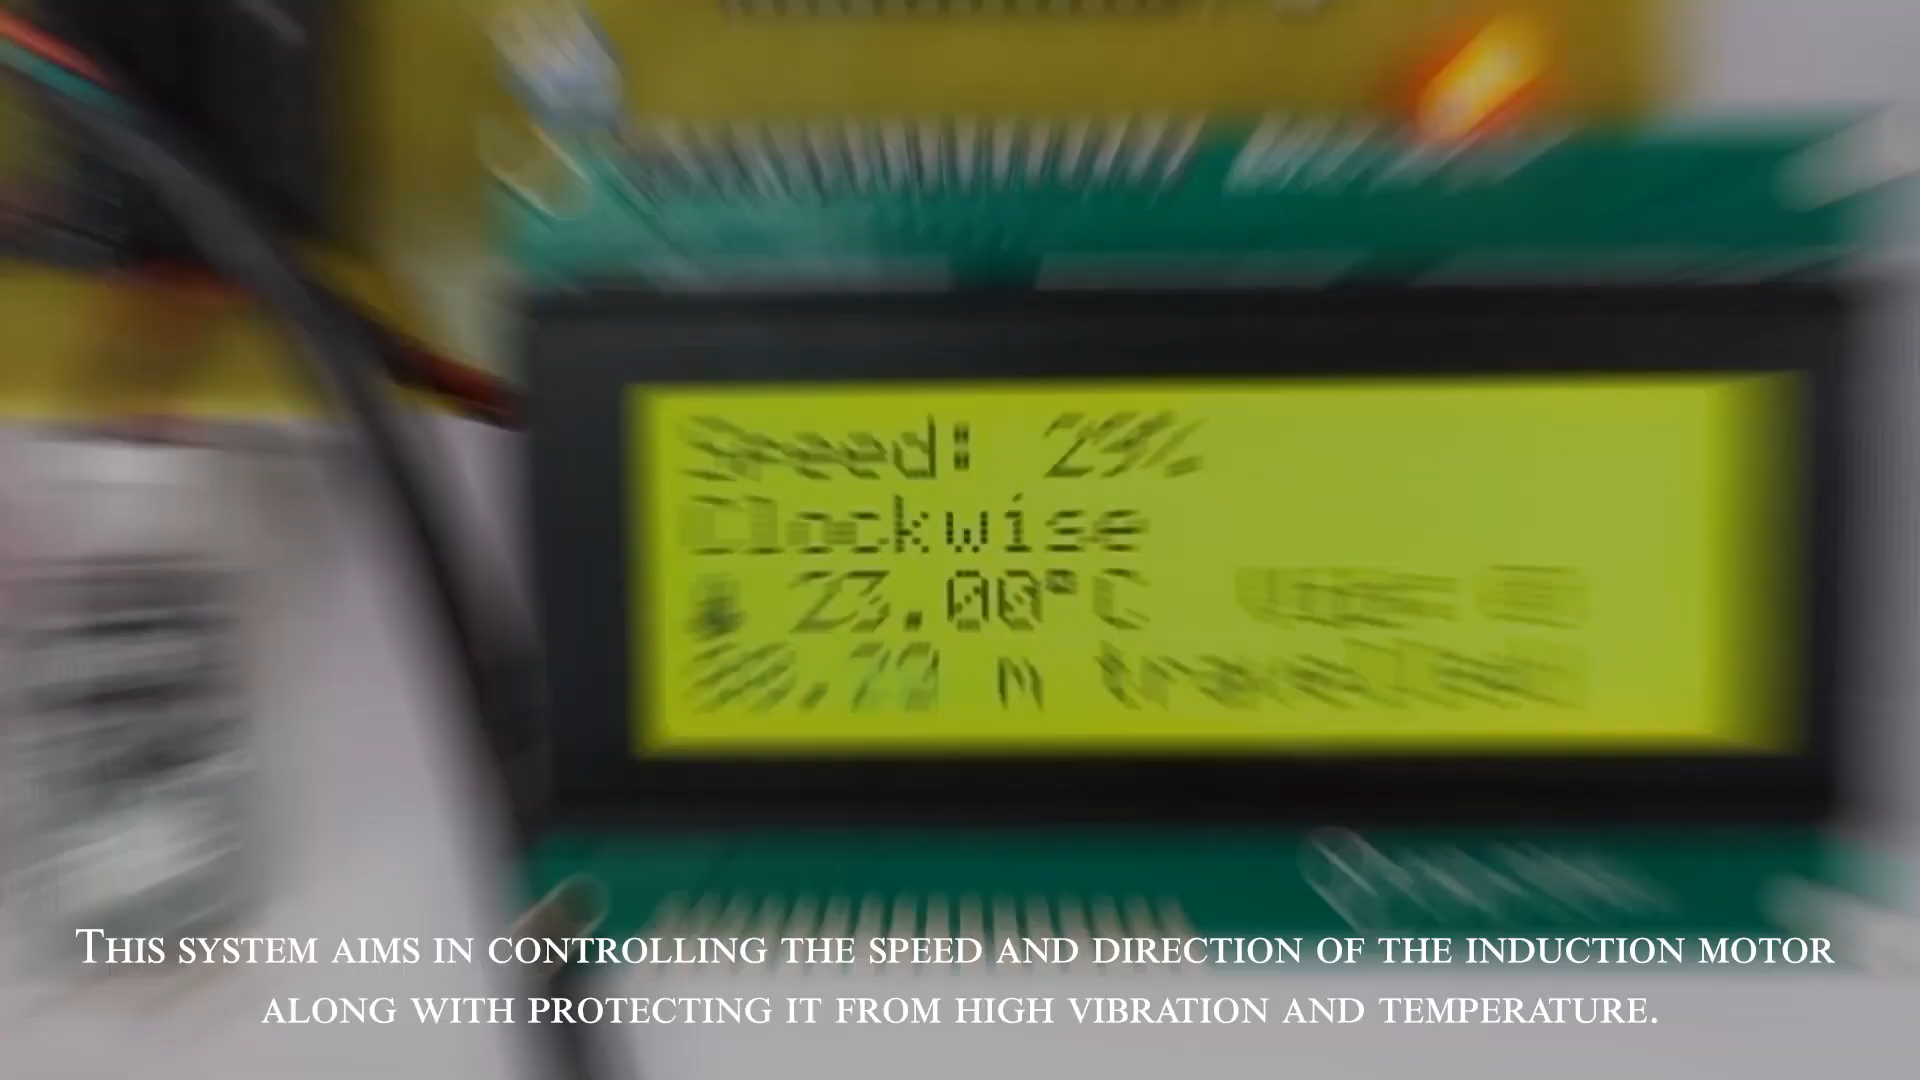 Speed: 29%
Clockwise
23.00°C
m
THIS SYSTEM AIMS IN CONTROLLING THE SPEED AND DIRECTION OF THE INDUCTION MOTOR
ALONG WITH PROTECTING IT FROM HIGH VIBRATION AND TEMPERATURE.